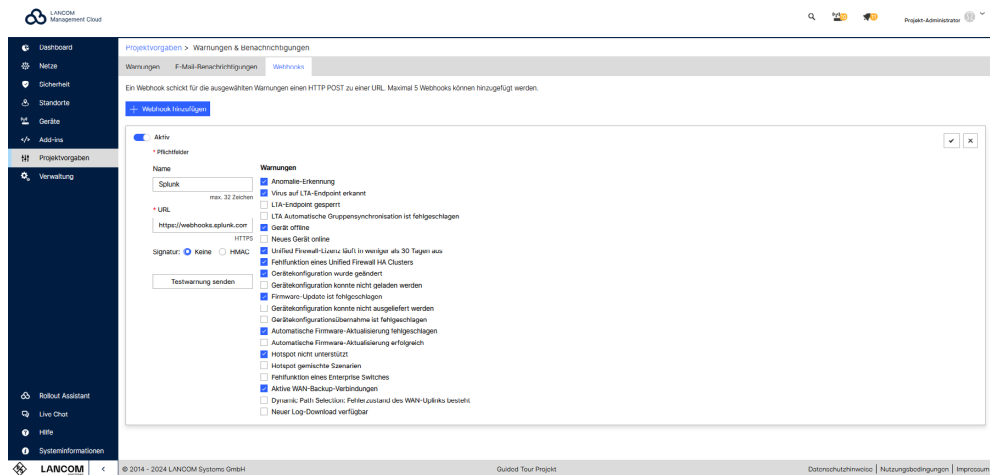 LANCOM
Management Cloud
Projekt-Administrator
Dashboard
Netze
Sicherheit
Standorte
Geräte
Add-ins
Projektvorgaben
Verwaltung
Rollout Assistant
Live Chat
Hilfe
Systeminformationen
LANCOM
Projektvorgaben > Warnungen & Benachrichtigungen
Warnungen E-Mail-Benachrichtigungen Webhooks
Ein Webhook schickt für die ausgewählten Warnungen einen HTTP POST zu einer URL. Maximal 5 Webhooks können hinzugefügt werden.
+ Webhook hinzufügen
Aktiv
* Pflichtfelder
Name
Splunk
max. 32 Zeichen
* URL
https://webhooks.splunk.com
HTTPS
Signatur: Keine HMAC
Testwarnung senden
Warnungen
Anomalie-Erkennung
Virus auf LTA-Endpoint erkannt
LTA-Endpoint gesperrt
LTA Automatische Gruppensynchronisation ist fehlgeschlagen
Gerät offline
Neues Gerät online
Unified Firewall-Lizenz läuft in weniger als 30 Tagen aus
Fehlfunktion eines Unified Firewall HA Clusters
Gerätekonfiguration wurde geändert
Gerätekonfiguration konnte nicht geladen werden
Firmware-Update ist fehlgeschlagen
Gerätekonfiguration konnte nicht ausgeliefert werden
Gerätekonfigurationsübernahme ist fehlgeschlagen
Automatische Firmware-Aktualisierung fehlgeschlagen
Automatische Firmware-Aktualisierung erfolgreich
Hotspot nicht unterstützt
Hotspot gemischte Szenarien
Fehlfunktion eines Enterprise Switches
Aktive WAN-Backup-Verbindungen
Dynamic Path Selection: Fehlerzustand des WAN-Uplinks besteht
Neuer Log-Download verfügbar
© 2014 - 2024 LANCOM Systems GmbH
Guided Tour Projekt
Datenschutzhinweise | Nutzungsbedingungen | Impressum